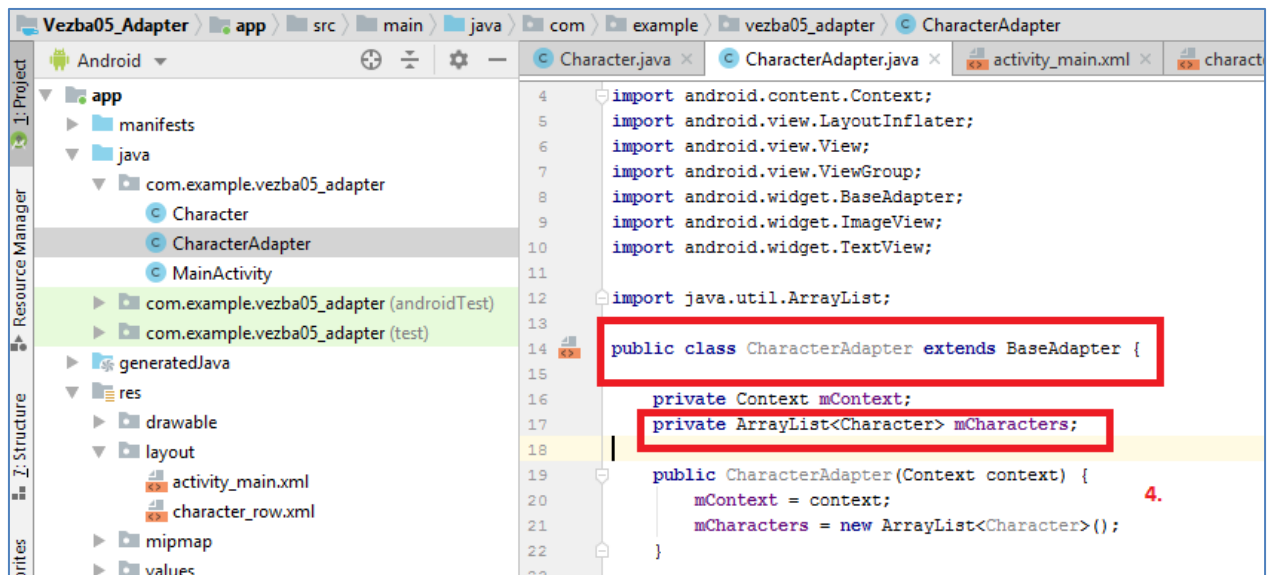 Vezba05_Adapter app src main java com example vezba05_adapter CharacterAdapter
Android
Character.java CharacterAdapter.java activity_main.xml
1: Project
Resource Manager
7: Structure
app
manifests
java
com.example.vezba05_adapter
Character
CharacterAdapter
MainActivity
com.example.vezba05_adapter (androidTest)
com.example.vezba05_adapter (test)
generatedJava
res
drawable
layout
activity_main.xml
character_row.xml
mipmap
values
4 import android.content.Context;
5 import android.view.LayoutInflater;
6 import android.view.View;
7 import android.view.ViewGroup;
8 import android.widget.BaseAdapter;
9 import android.widget.ImageView;
10 import android.widget.TextView;
11
12 import java.util.ArrayList;
13
14 public class CharacterAdapter extends BaseAdapter {
15
16 private Context mContext;
17 private ArrayList<Character> mCharacters;
18
19 public CharacterAdapter(Context context) {
20 mContext = context;
21 mCharacters = new ArrayList<Character>();
22 }
4.